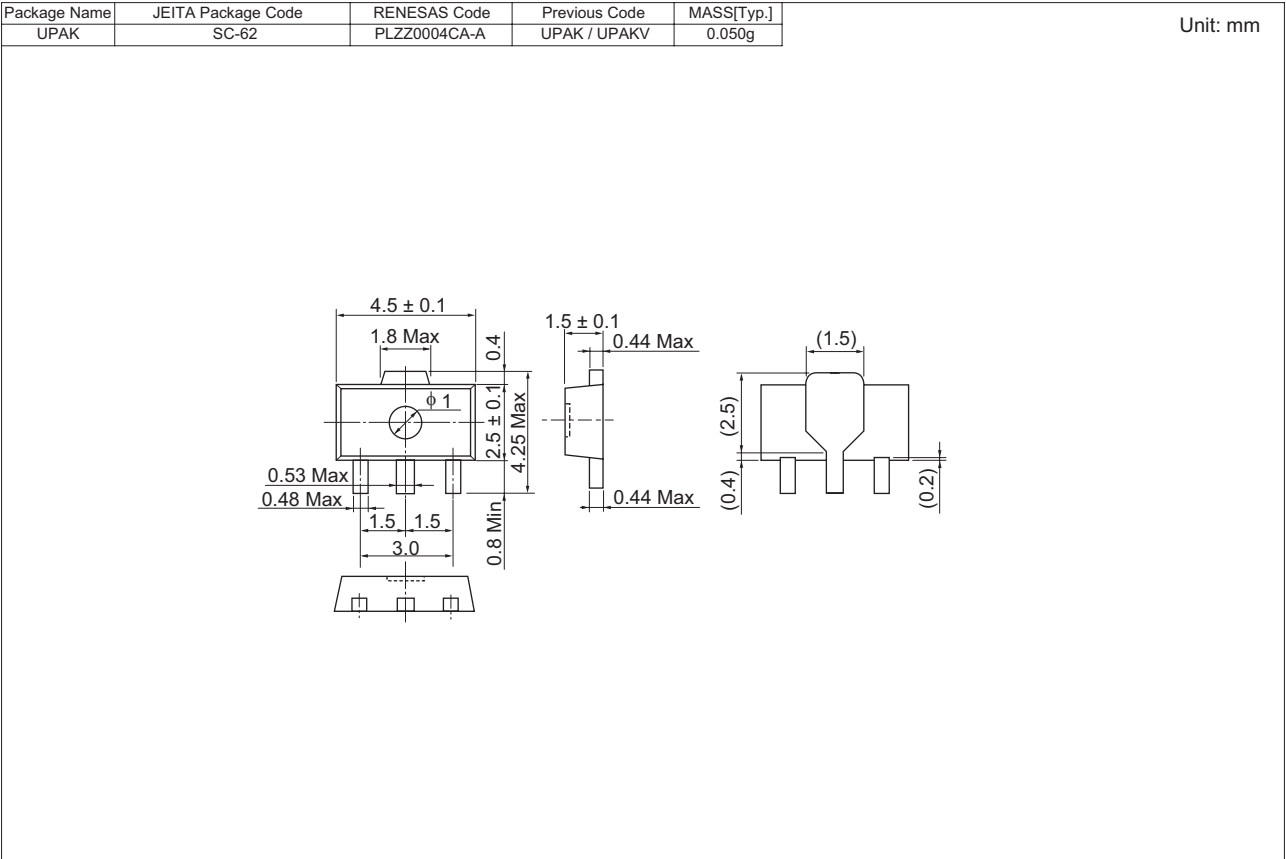 Package Name JEITA Package Code RENESAS Code Previous Code MASS[Typ.]
UPAK SC-62 PLZZ0004CA-A UPAK / UPAKV 0.050g
Unit: mm
4.5 ± 0.1
1.8 Max
0.4
ϕ 1
2.5 ± 0.1
4.25 Max
0.53 Max
0.48 Max
1.5 1.5
3.0
0.8 Min
1.5 ± 0.1
0.44 Max
0.44 Max
(1.5)
(2.5)
(0.4)
(0.2)